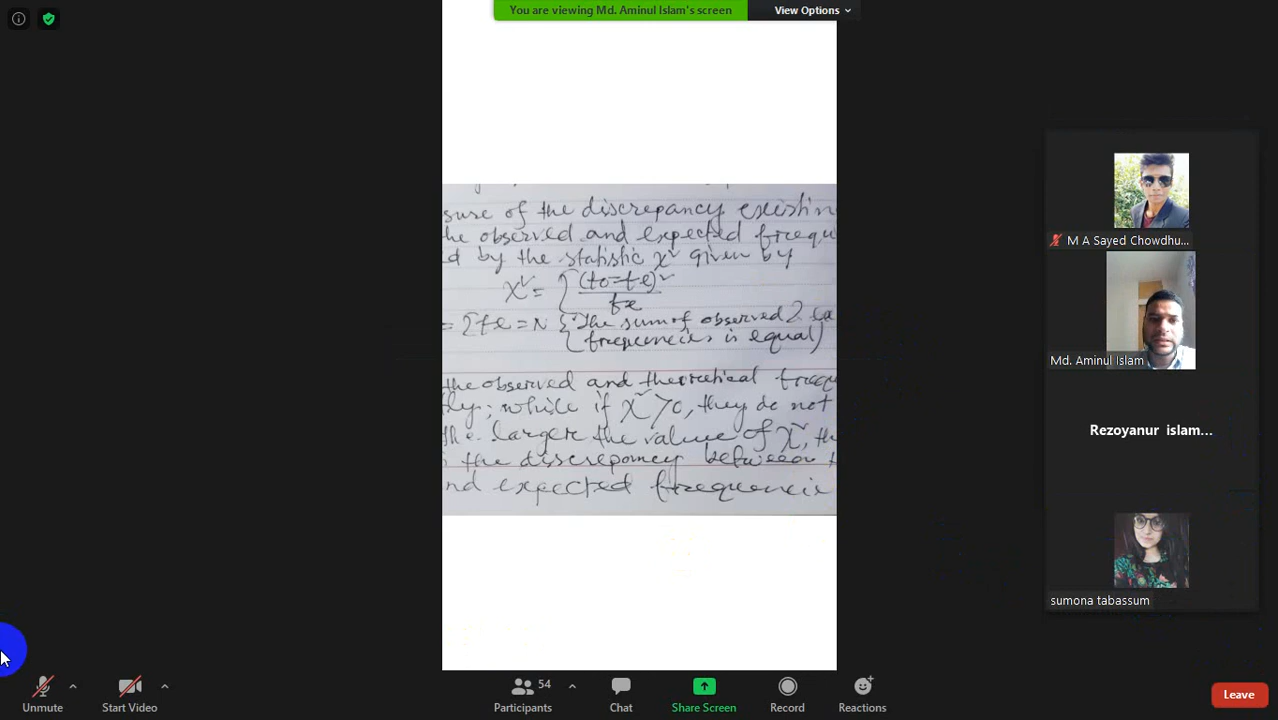 You are viewing Md. Aminul Islam's screen
View Options
sure of the discrepancy existin
he observed and expected frequ
d by the statistic χ² given by
χ² = Σ (fo-fe)² / fe
= Σfe = N { The sum of observed
frequencies is equal)
the observed and theoretical freq
ly; while if χ² >0, they do not
the larger the value of χ², th
the discrepancy between t
nd expected frequencie
M A Sayed Chowdhu...
Md. Aminul Islam
Rezoyanur islam...
sumona tabassum
Unmute
Start Video
54
Participants
Chat
Share Screen
Record
Reactions
Leave